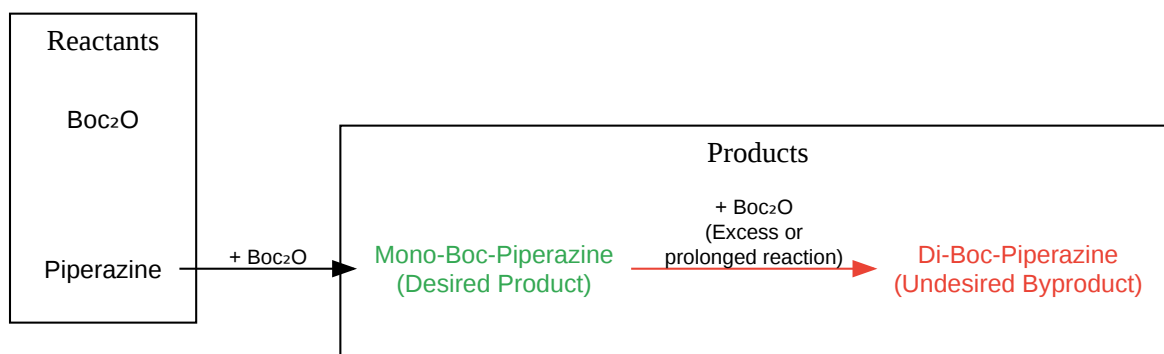 Reactants
Boc₂O
Piperazine
+ Boc₂O
Products
Mono-Boc-Piperazine
(Desired Product)
+ Boc₂O
(Excess or
prolonged reaction)
Di-Boc-Piperazine
(Undesired Byproduct)